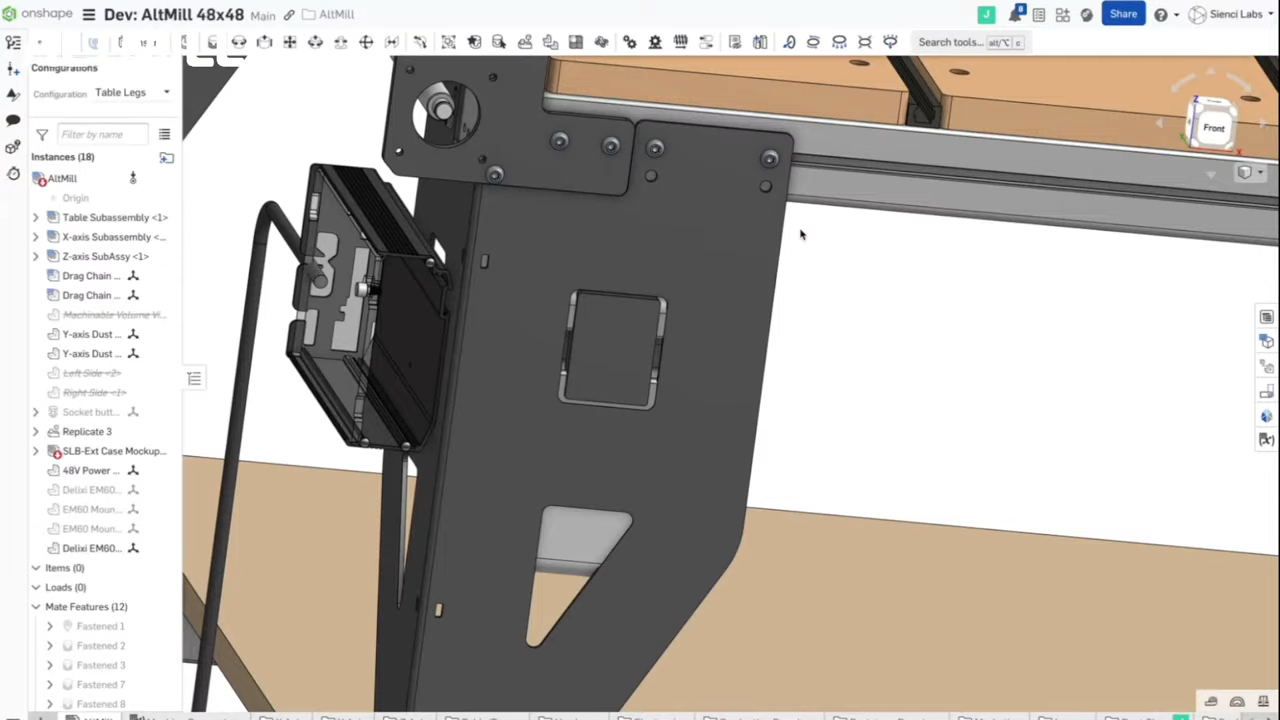 onshape
Dev: AltMill 48x48 Main AltMill
J
Share
Sienci Labs
Search tools... alt/⌥ c
Configurations
Configuration Table Legs
Filter by name
Instances (18)
AltMill
Origin
Table Subassembly <1>
X-axis Subassembly <...
Z-axis SubAssy <1>
Drag Chain ...
Drag Chain ...
Machinable Volume Vi...
Y-axis Dust ...
Y-axis Dust ...
Left Side <2>
Right Side <1>
Socket butt...
Replicate 3
SLB-Ext Case Mockup...
48V Power ...
Delixi EM60...
EM60 Moun...
EM60 Moun...
Delixi EM60...
Items (0)
Loads (0)
Mate Features (12)
Fastened 1
Fastened 2
Fastened 3
Fastened 7
Fastened 8
Z
Front
X